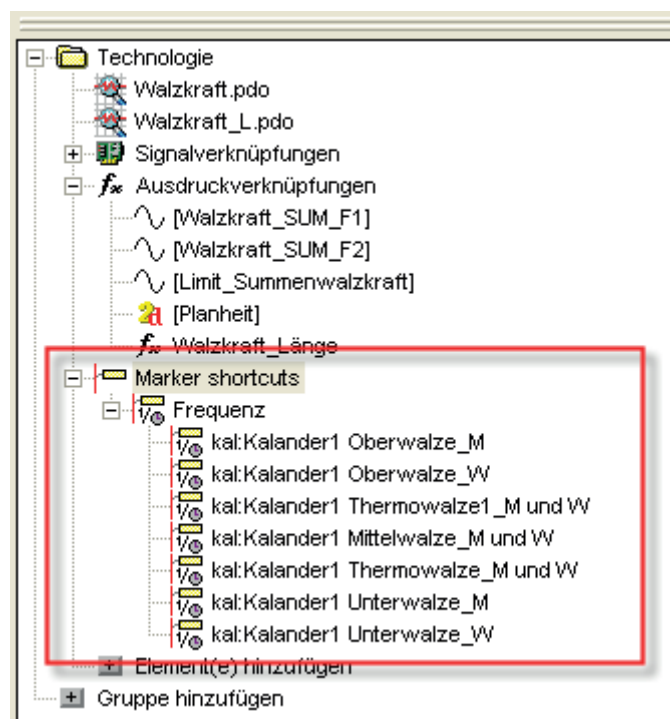 Technologie
Walzkraft.pdo
Walzkraft_L.pdo
Signalverknüpfungen
Ausdruckverknüpfungen
[Walzkraft_SUM_F1]
[Walzkraft_SUM_F2]
[Limit_Summenwalzkraft]
[Planheit]
Walzkraft_Länge
Marker shortcuts
Frequenz
kal:Kalander1 Oberwalze_M
kal:Kalander1 Oberwalze_W
kal:Kalander1 Thermowalze1_M und W
kal:Kalander1 Mittelwalze_M und W
kal:Kalander1 Thermowalze_M und W
kal:Kalander1 Unterwalze_M
kal:Kalander1 Unterwalze_W
Element(e) hinzufügen
Gruppe hinzufügen